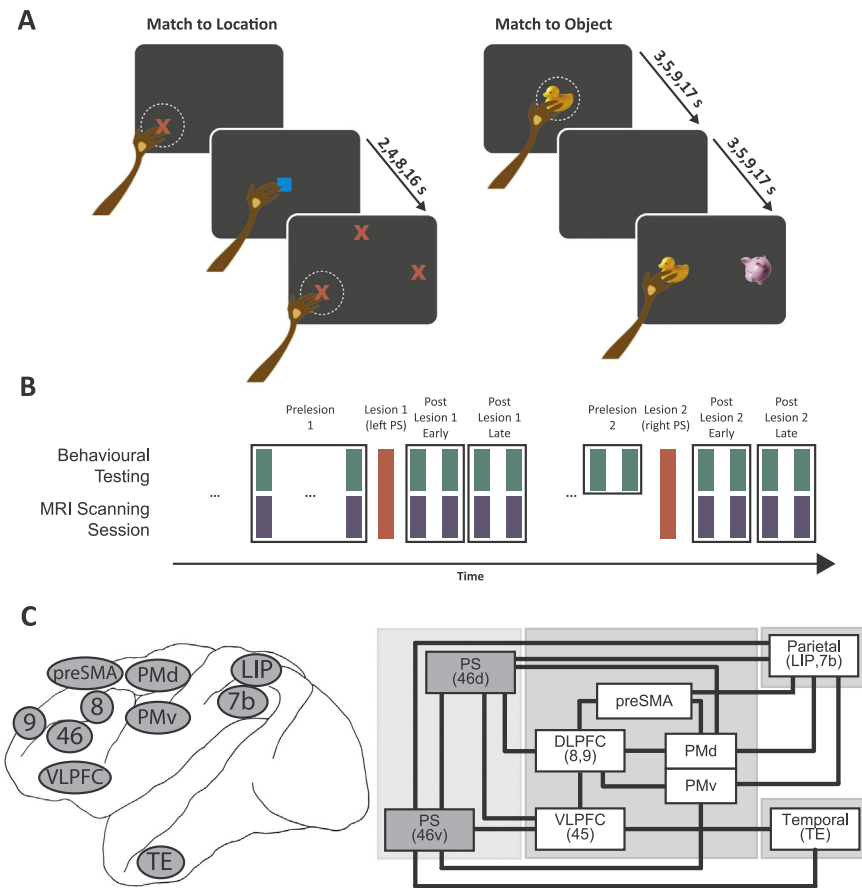 A
Match to Location
Match to Object
X
2,4,8,16 s
X
X
X
3,5,9,17 s
3,5,9,17 s
B
Prelesion
1
Lesion 1
(left PS)
Post
Lesion 1
Early
Post
Lesion 1
Late
Prelesion
2
Lesion 2
(right PS)
Post
Lesion 2
Early
Post
Lesion 2
Late
Behavioural
Testing
...
...
...
MRI Scanning
Session
Time
C
preSMA
PMd
LIP
9
8
46
PMv
7b
VLPFC
TE
PS
(46d)
Parietal
(LIP,7b)
preSMA
DLPFC
(8,9)
PMd
PMv
PS
(46v)
VLPFC
(45)
Temporal
(TE)